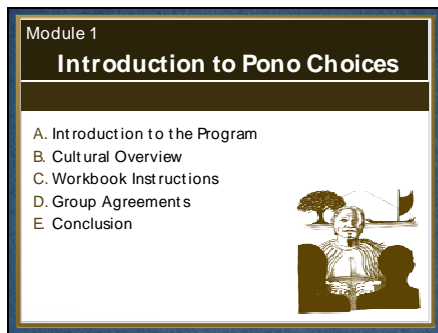 Module 1
Introduction to Pono Choices
A. Introduction to the Program
B. Cultural Overview
C. Workbook Instructions
D. Group Agreements
E. Conclusion